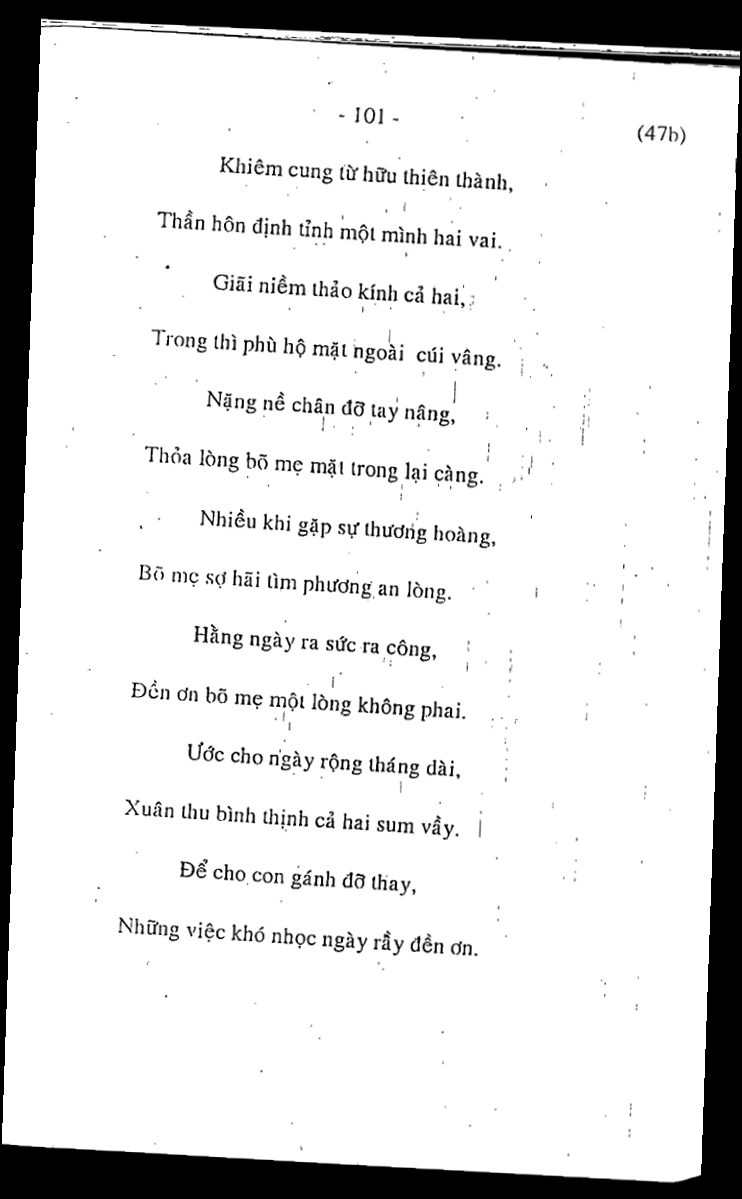 - 101 -
(47b)
Khiêm cung từ hữu thiên thành,
Thần hôn định tỉnh một mình hai vai.
Giãi niềm thảo kính cả hai,
Trong thì phù hộ mặt ngoài cúi vâng.
Nặng nề chân đỡ tay nâng,
Thỏa lòng bõ mẹ mặt trong lại càng.
Nhiều khi gặp sự thương hoàng,
Bõ mẹ sợ hãi tìm phương an lòng.
Hằng ngày ra sức ra công,
Đền ơn bõ mẹ một lòng không phai.
Ước cho ngày rộng tháng dài,
Xuân thu bình thịnh cả hai sum vầy.
Để cho con gánh đỡ thay,
Những việc khó nhọc ngày rầy đền ơn.